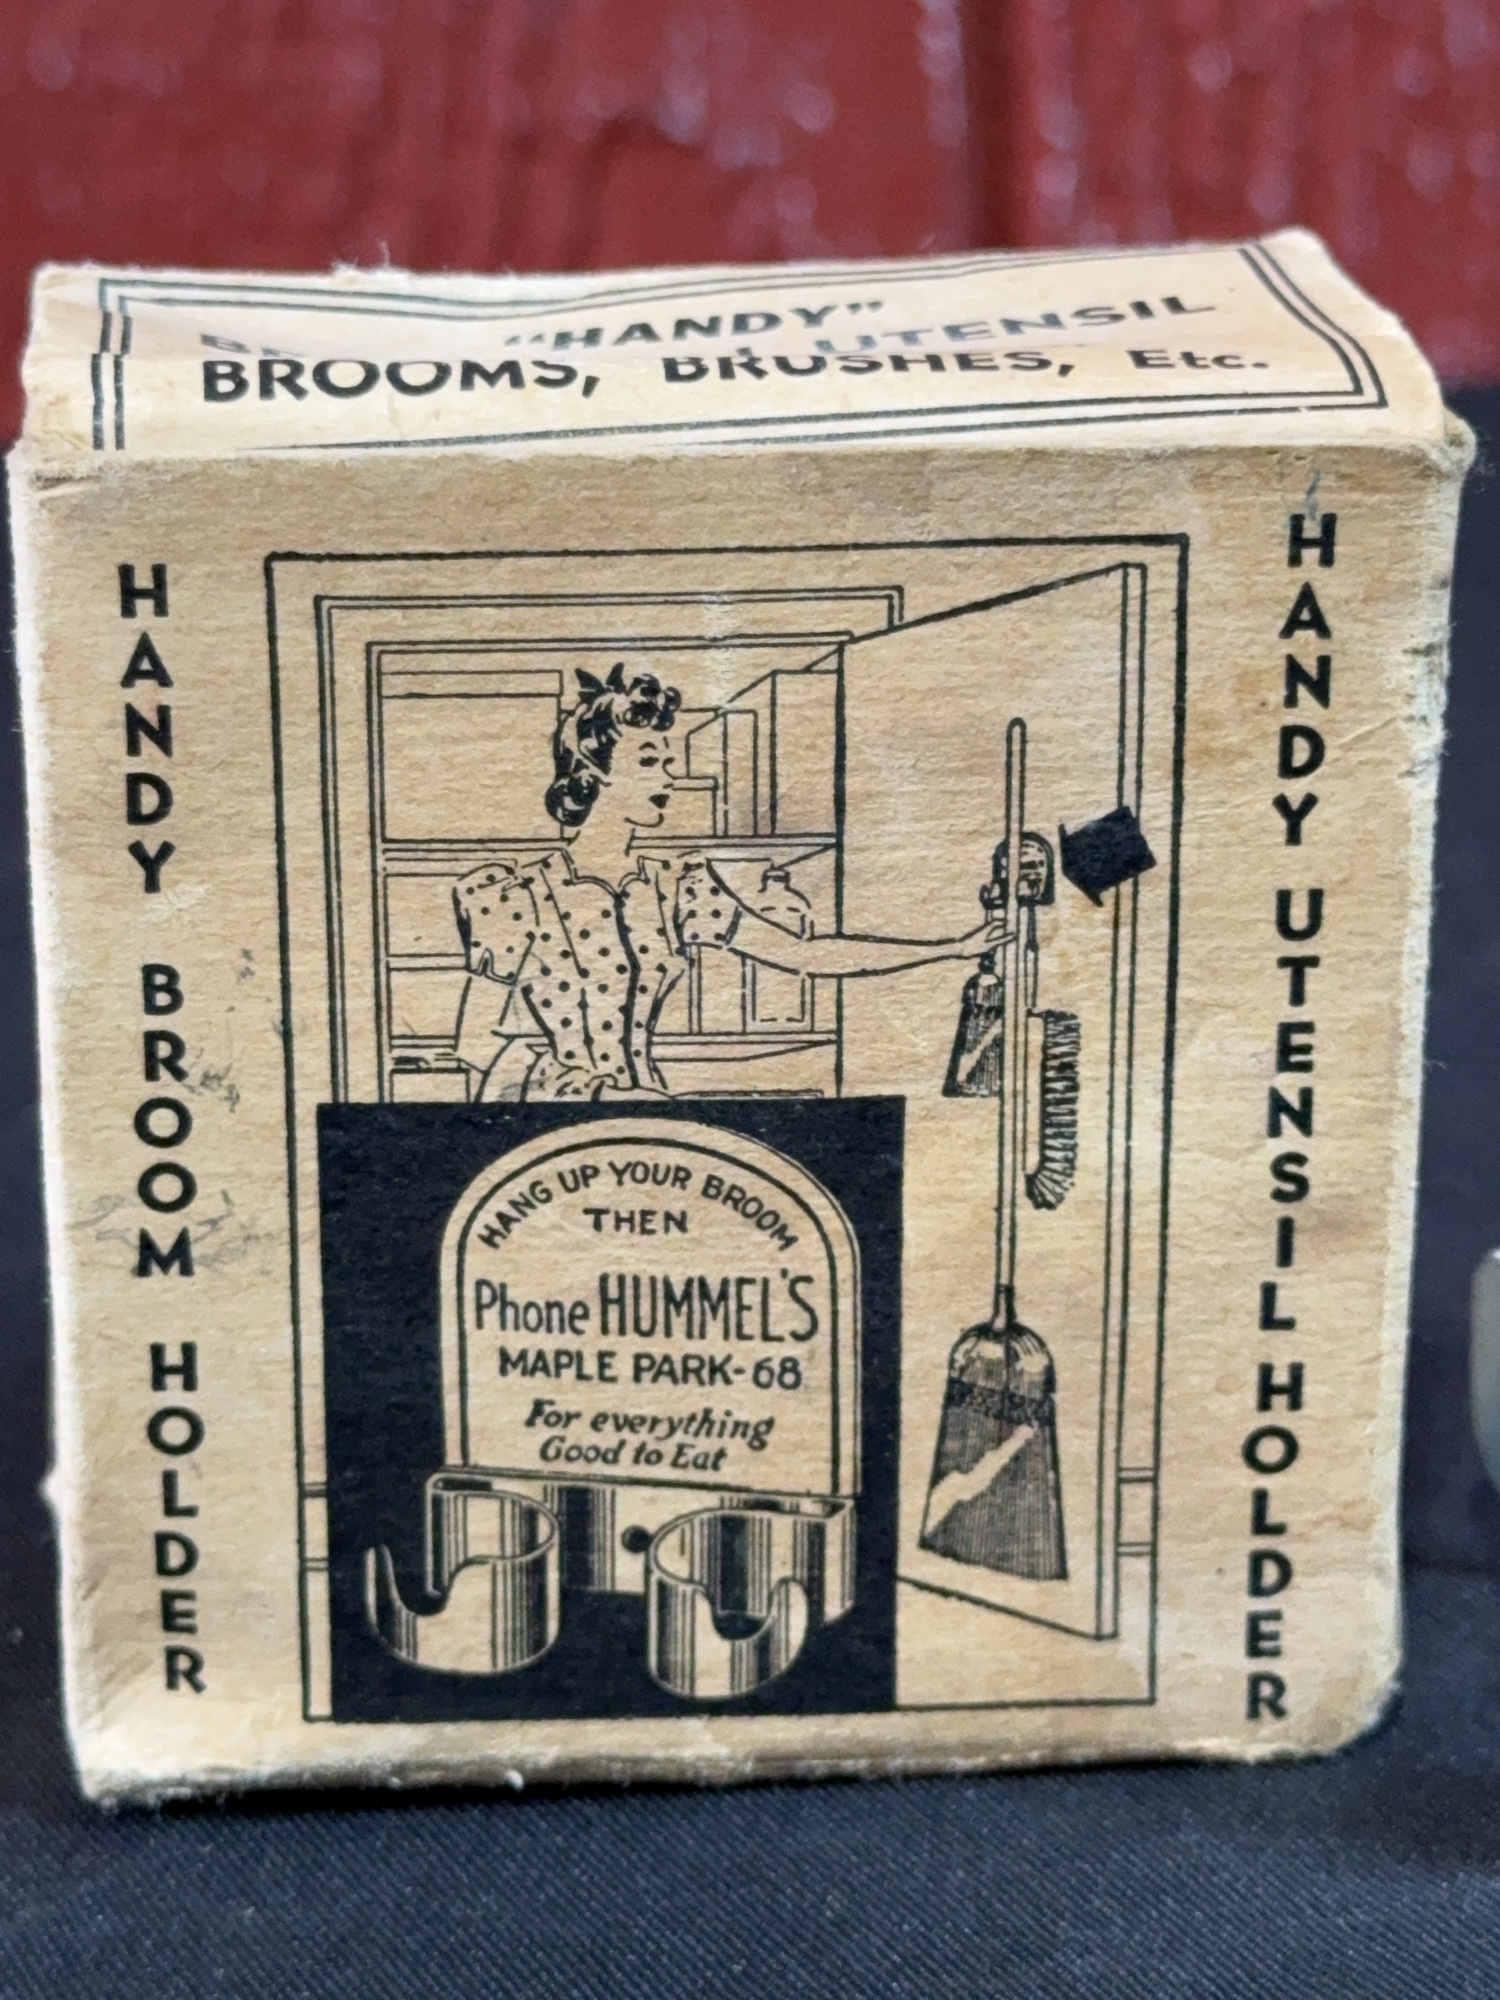 "HANDY"
UTENSIL
BROOMS, BRUSHES, Etc.
HANDY BROOM HOLDER
HANDY UTENSIL HOLDER
HANG UP YOUR BROOM
THEN
Phone HUMMEL'S
MAPLE PARK-68
For everything
Good to Eat